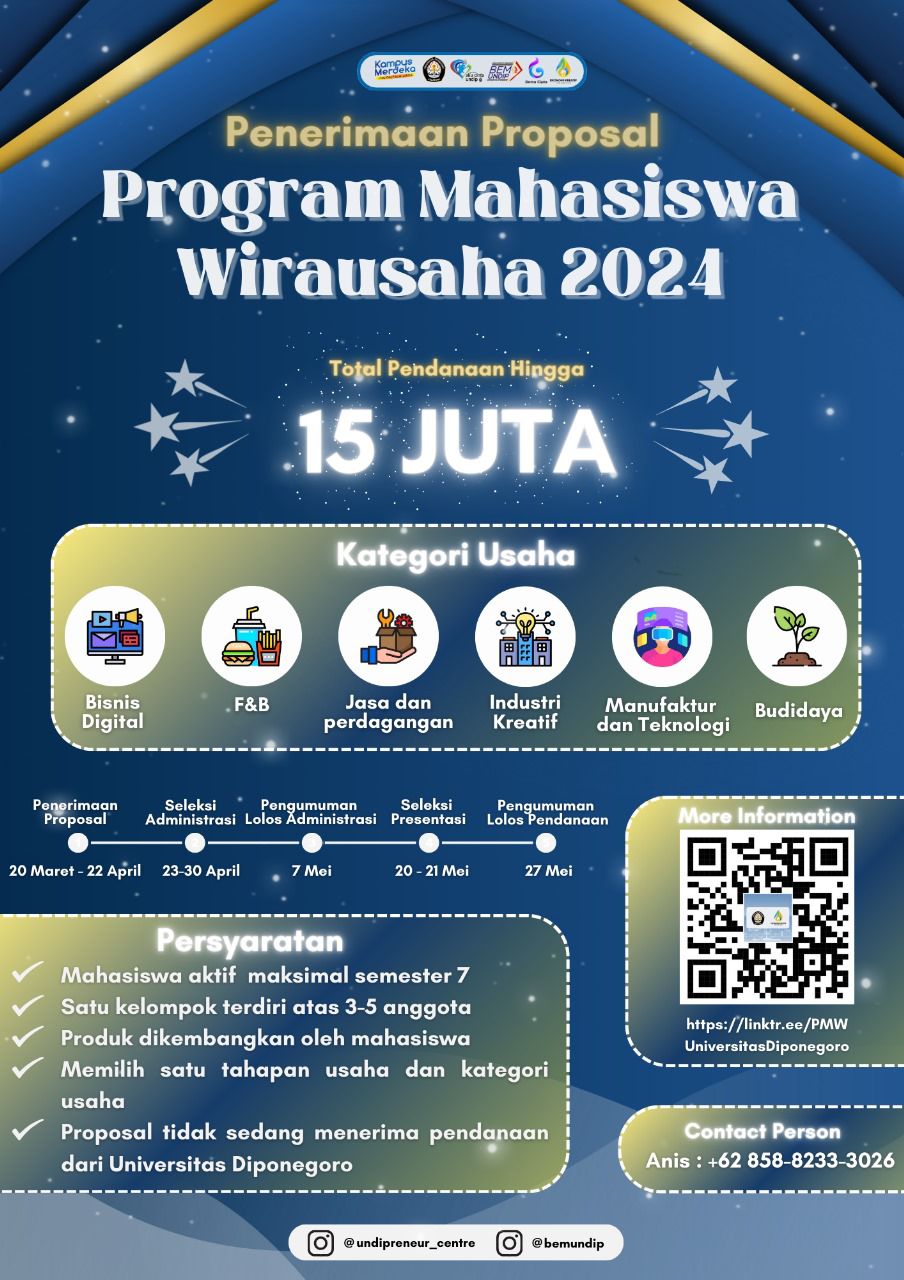 Kampus
Merdeka
BEM
UNDIP
Penerimaan Proposal
Program Mahasiswa
Wirausaha 2024
Total Pendanaan Hingga
15 JUTA
Kategori Usaha
Bisnis
Digital
F&B
Jasa dan
perdagangan
Industri
Kreatif
Manufaktur
dan Teknologi
Budidaya
Penerimaan
Proposal
20 Maret - 22 April
Seleksi
Administrasi
23-30 April
Pengumuman
Lolos Administrasi
7 Mei
Seleksi
Presentasi
20 - 21 Mei
Pengumuman
Lolos Pendanaan
27 Mei
More Information
https://linktr.ee/PMW
UniversitasDiponegoro
Persyaratan
Mahasiswa aktif maksimal semester 7
Satu kelompok terdiri atas 3-5 anggota
Produk dikembangkan oleh mahasiswa
Memilih satu tahapan usaha dan kategori
usaha
Proposal tidak sedang menerima pendanaan
dari Universitas Diponegoro
Contact Person
Anis : +62 858-8233-3026
@undipreneur_centre
@bemundip